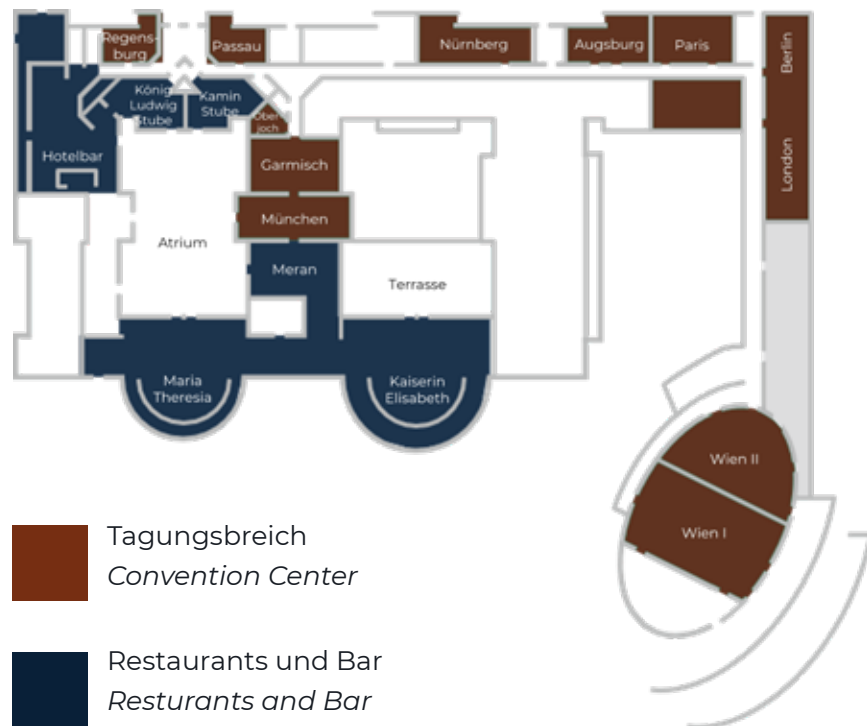 Regens-
burg
Passau
Nürnberg
Augsburg
Paris
Berlin
König
Ludwig
Stube
Kamin
Stube
Ober
joch
Hotelbar
Garmisch
London
München
Atrium
Meran
Terrasse
Maria
Theresia
Kaiserin
Elisabeth
Wien II
Wien I
Tagungsbreich
Convention Center
Restaurants und Bar
Resturants and Bar